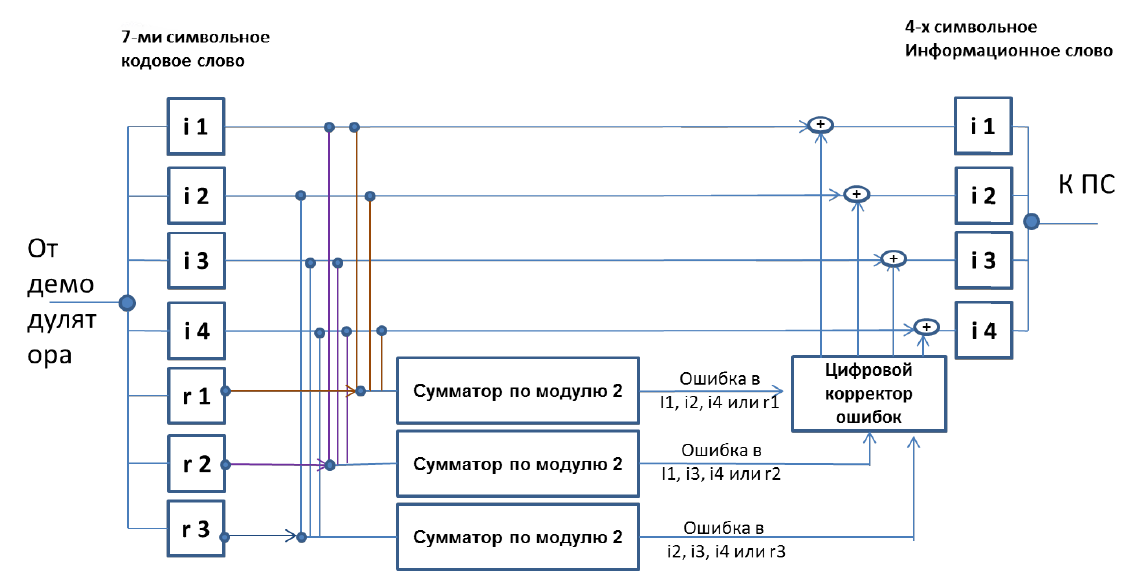 7-ми символьное
кодовое слово
4-х символьное
Информационное слово
i 1
i 1
i 2
i 2
К ПС
От
демо
дулят
ора
i 3
i 3
i 4
i 4
r 1
Сумматор по модулю 2
Ошибка в
I1, i2, i4 или r1
Цифровой
корректор
ошибок
r 2
Сумматор по модулю 2
Ошибка в
I1, i3, i4 или r2
r 3
Сумматор по модулю 2
Ошибка в
i2, i3, i4 или r3
+
+
+
+